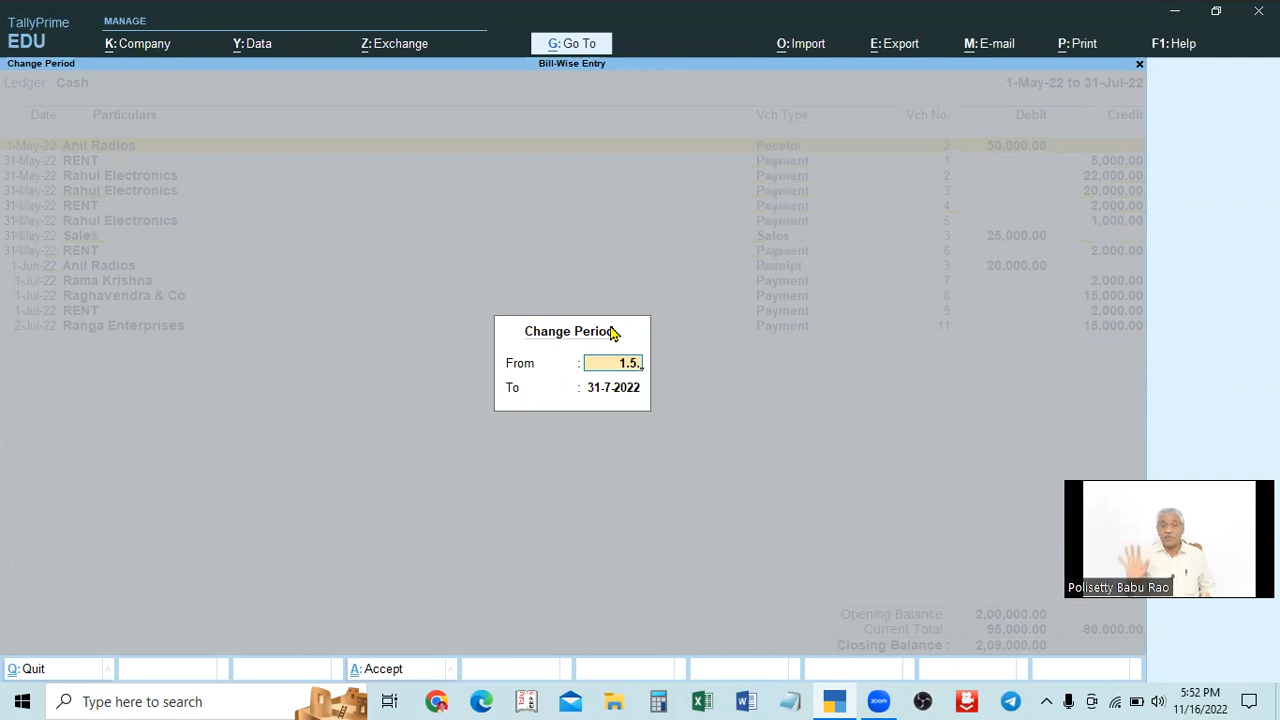 TallyPrime MANAGE
EDU K:Company Y:Data Z:Exchange G: Go To O: Import E: Export M: E-mail P: Print F1: Help
Change Period Bill-Wise Entry ×
Ledger: Cash 1-May-22 to 31-Jul-22
Date Particulars Vch Type Vch No. Debit Credit
1-May-22 Anil Radios Receipt 2 50,000.00
31-May-22 RENT Payment 1 5,000.00
31-May-22 Rahul Electronics Payment 2 22,000.00
31-May-22 Rahul Electronics Payment 3 20,000.00
31-May-22 RENT Payment 4 2,000.00
31-May-22 Rahul Electronics Payment 5 1,000.00
31-May-22 Sales Sales 3 25,000.00
31-May-22 RENT Payment 6 2,000.00
1-Jun-22 Anil Radios Receipt 3 20,000.00
1-Jul-22 Rama Krishna Payment 7 2,000.00
1-Jul-22 Raghavendra & Co Payment 8 15,000.00
1-Jul-22 RENT Payment 9 2,000.00
2-Jul-22 Ranga Enterprises Payment 11 15,000.00
Change Period
From : 1.5.
To : 31-7-2022
Polisetty Babu Rao
Opening Balance : 2,00,000.00
Current Total : 95,000.00
Closing Balance : 2,09,000.00
Q: Quit A: Accept
Type here to search 5:52 PM
11/16/2022